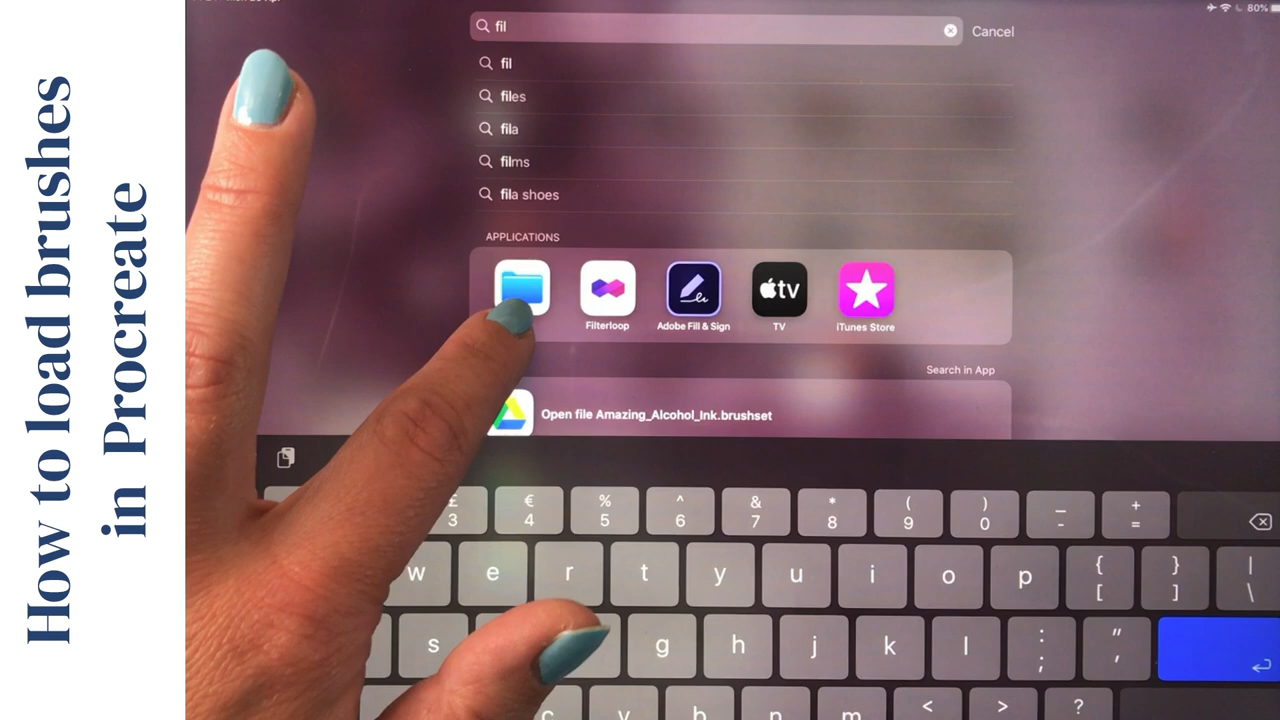 How to load brushes
in Procreate
80%
fil
Cancel
fil
files
fila
films
fila shoes
APPLICATIONS
Filterloop
Adobe Fill & Sign
TV
iTunes Store
tv
Search in App
Open file Amazing_Alcohol_Ink.brushset
£ € % ^ & * ( ) _ +
3 4 5 6 7 8 9 0 - =
w e r t y u i o p { } |
[ ] \
s g h j k l : "
; '
c v b n m < > ?